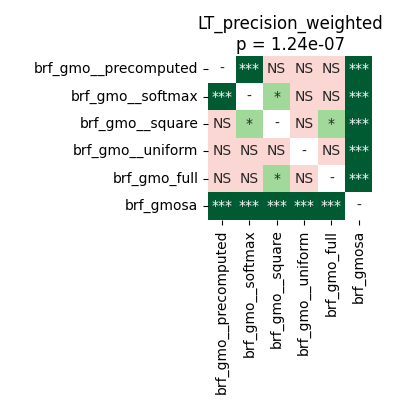 LT_precision_weighted
p = 1.24e-07
brf_gmo__precomputed - *** NS NS NS ***
brf_gmo__softmax *** - * NS NS ***
brf_gmo__square NS * - NS * ***
brf_gmo__uniform NS NS NS - NS ***
brf_gmo_full NS NS * NS - ***
brf_gmosa *** *** *** *** *** -
brf_gmo__precomputed
brf_gmo__softmax
brf_gmo__square
brf_gmo__uniform
brf_gmo_full
brf_gmosa